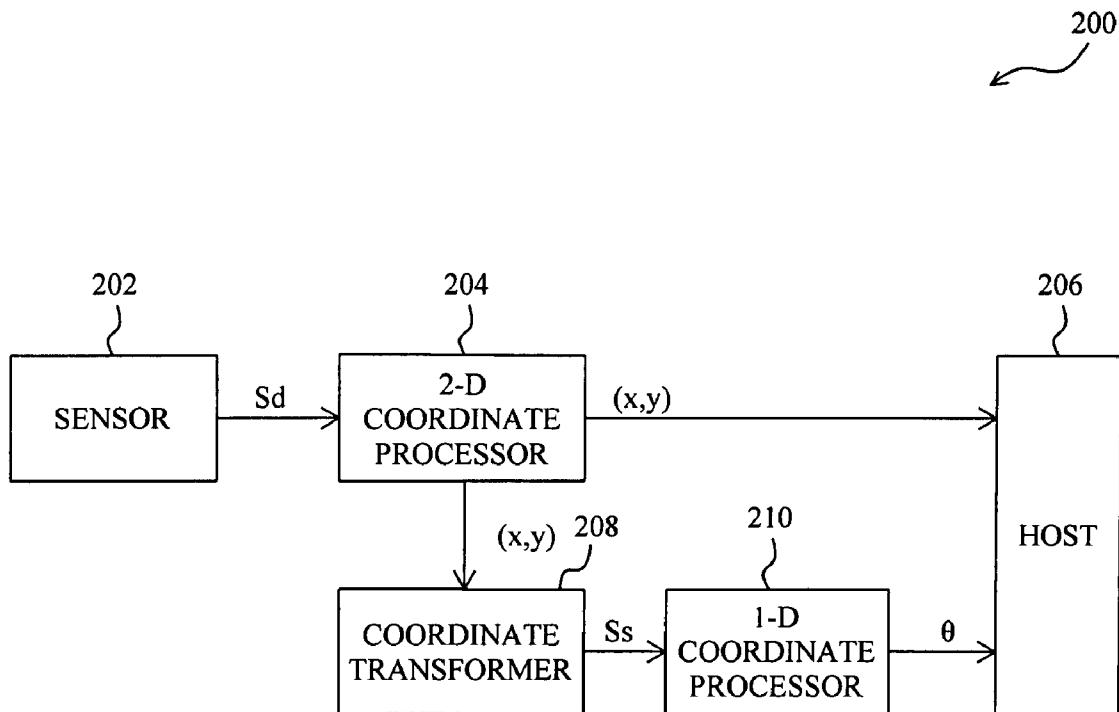 200
202
204
206
SENSOR
Sd
2-D
COORDINATE
PROCESSOR
(x,y)
(x,y)
208
210
HOST
COORDINATE
TRANSFORMER
Ss
1-D
COORDINATE
PROCESSOR
θ